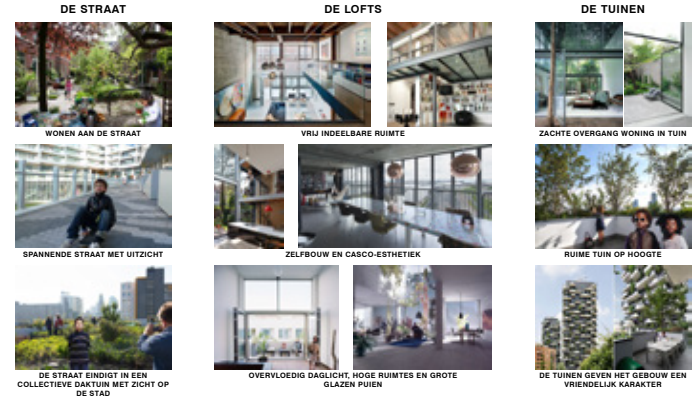 DE STRAAT
DE LOFTS
DE TUINEN
WONEN AAN DE STRAAT
VRIJ INDEELBARE RUIMTE
ZACHTE OVERGANG WONING IN TUIN
SPANNENDE STRAAT MET UITZICHT
ZELFBOUW EN CASCO-ESTHETIEK
RUIME TUIN OP HOOGTE
DE STRAAT EINDIGT IN EEN
COLLECTIEVE DAKTUIN MET ZICHT OP
DE STAD
OVERVLOEDIG DAGLICHT, HOGE RUIMTES EN GROTE
GLAZEN PUIEN
DE TUINEN GEVEN HET GEBOUW EEN
VRIENDELIJK KARAKTER